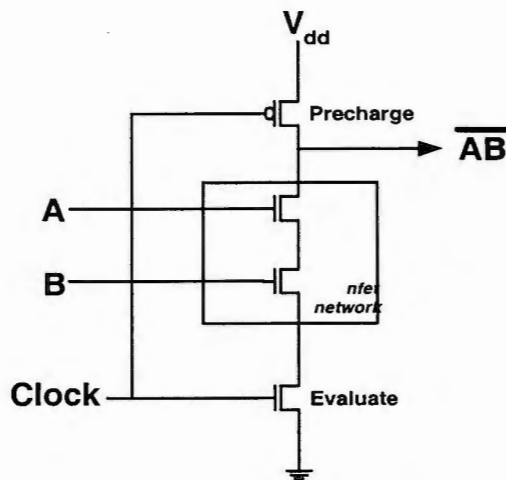 Vdd
Precharge
AB
A
B
nfet
network
Clock
Evaluate